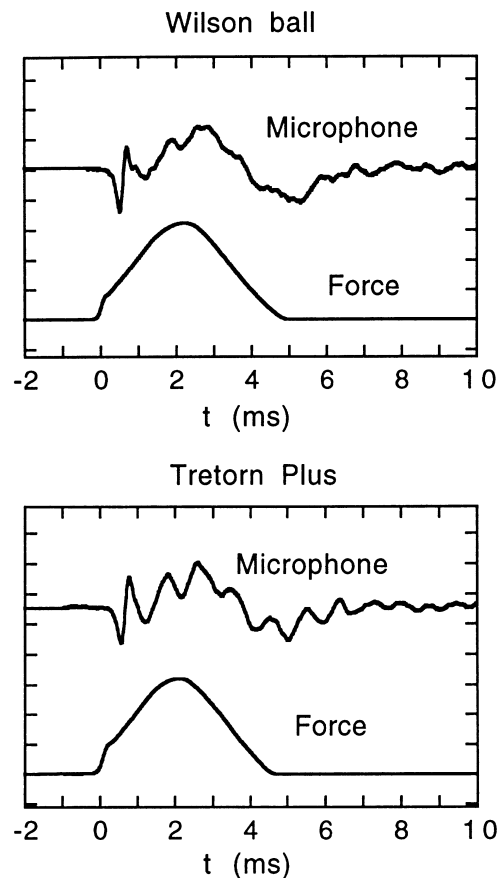 Wilson ball
Microphone
Force
-2 0 2 4 6 8 10
t (ms)
Tretorn Plus
Microphone
Force
-2 0 2 4 6 8 10
t (ms)